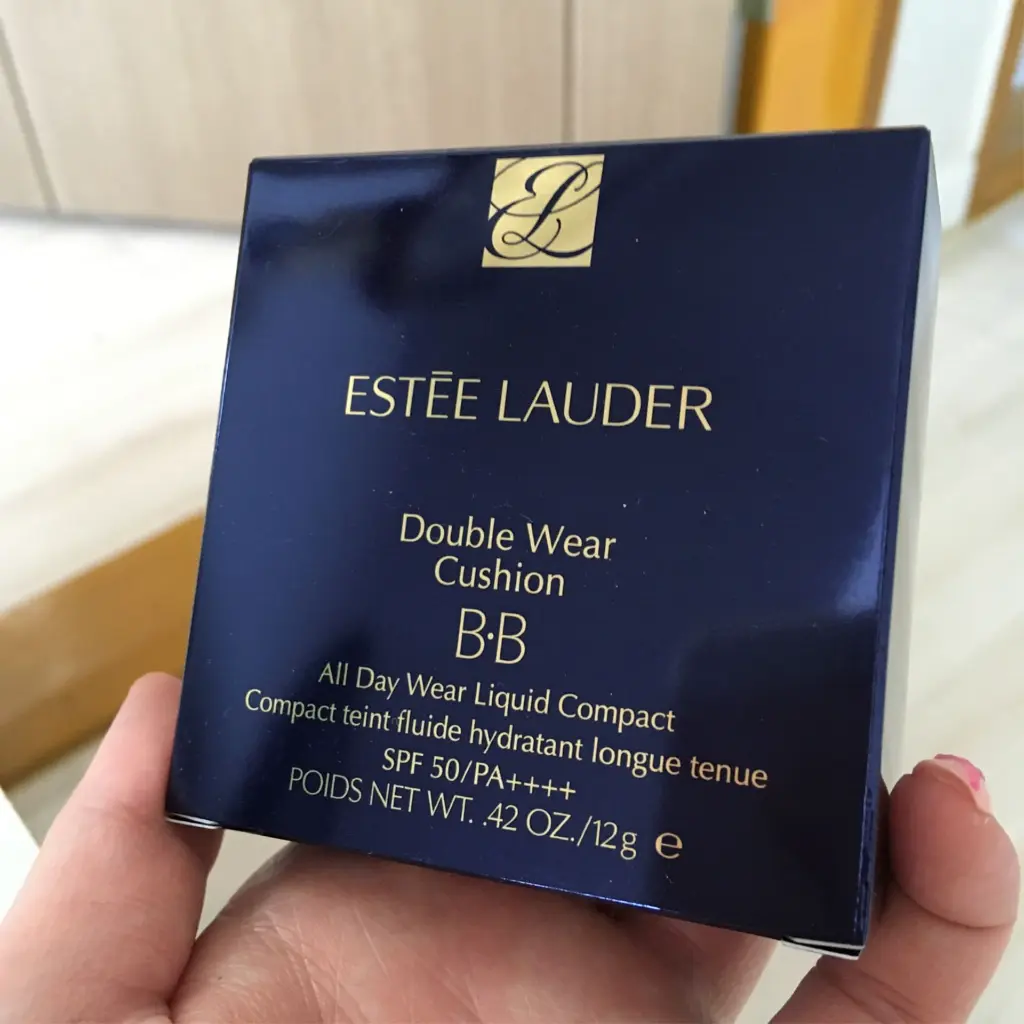 EL
ESTĒE LAUDER
Double Wear
Cushion
B·B
All Day Wear Liquid Compact
Compact teint fluide hydratant longue tenue
SPF 50/PA++++
POIDS NET WT. .42 OZ./12g e